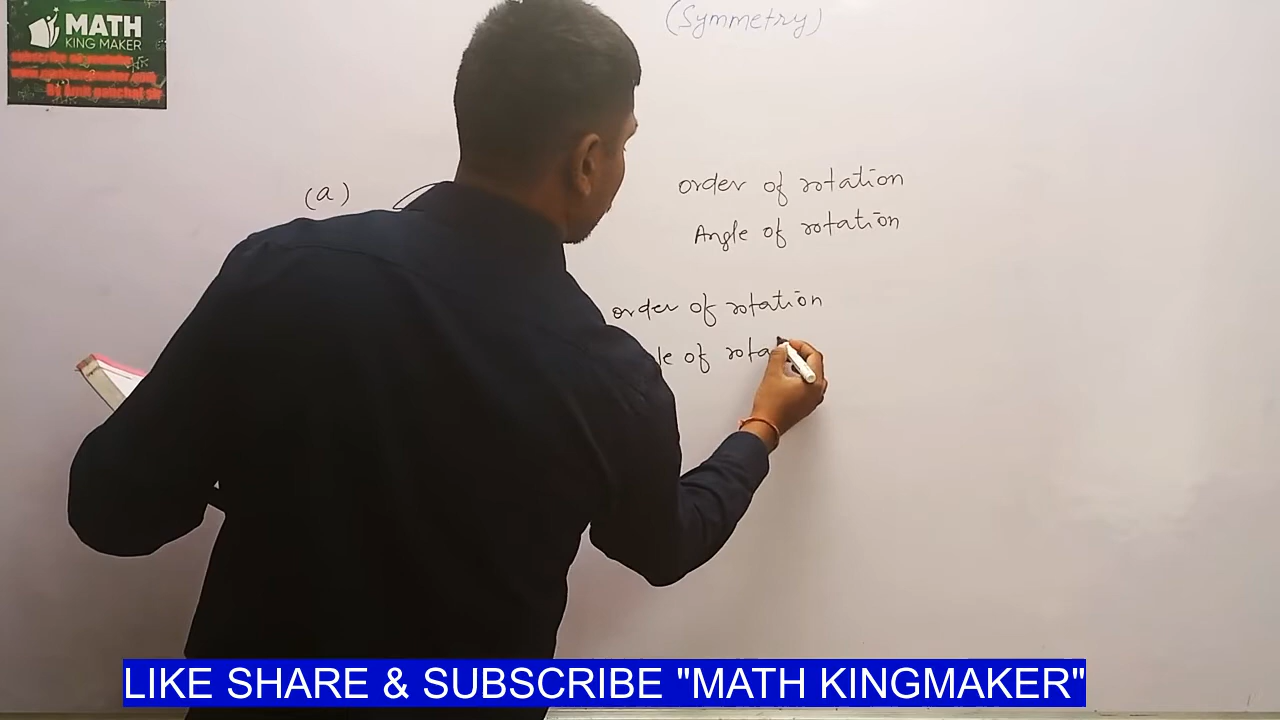 MATH
KING MAKER
(Symmetry)
(a)
order of rotation
Angle of rotation
order of rotation
le of rota
LIKE SHARE & SUBSCRIBE "MATH KINGMAKER"